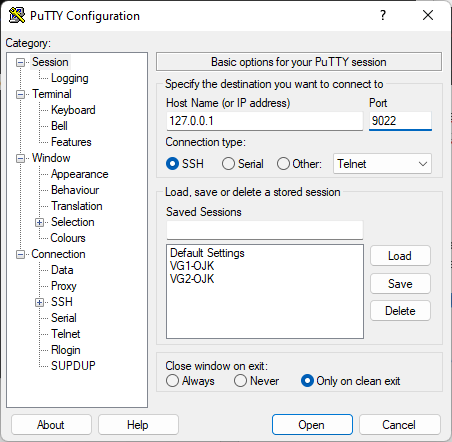 PuTTY Configuration
Category:
Session
Logging
Terminal
Keyboard
Bell
Features
Window
Appearance
Behaviour
Translation
Selection
Colours
Connection
Data
Proxy
SSH
Serial
Telnet
Rlogin
SUPDUP
Basic options for your PuTTY session
Specify the destination you want to connect to
Host Name (or IP address) Port
127.0.0.1 9022
Connection type:
SSH Serial Other: Telnet
Load, save or delete a stored session
Saved Sessions
Default Settings
VG1-OJK
VG2-OJK
Load
Save
Delete
Close window on exit:
Always Never Only on clean exit
About Help Open Cancel